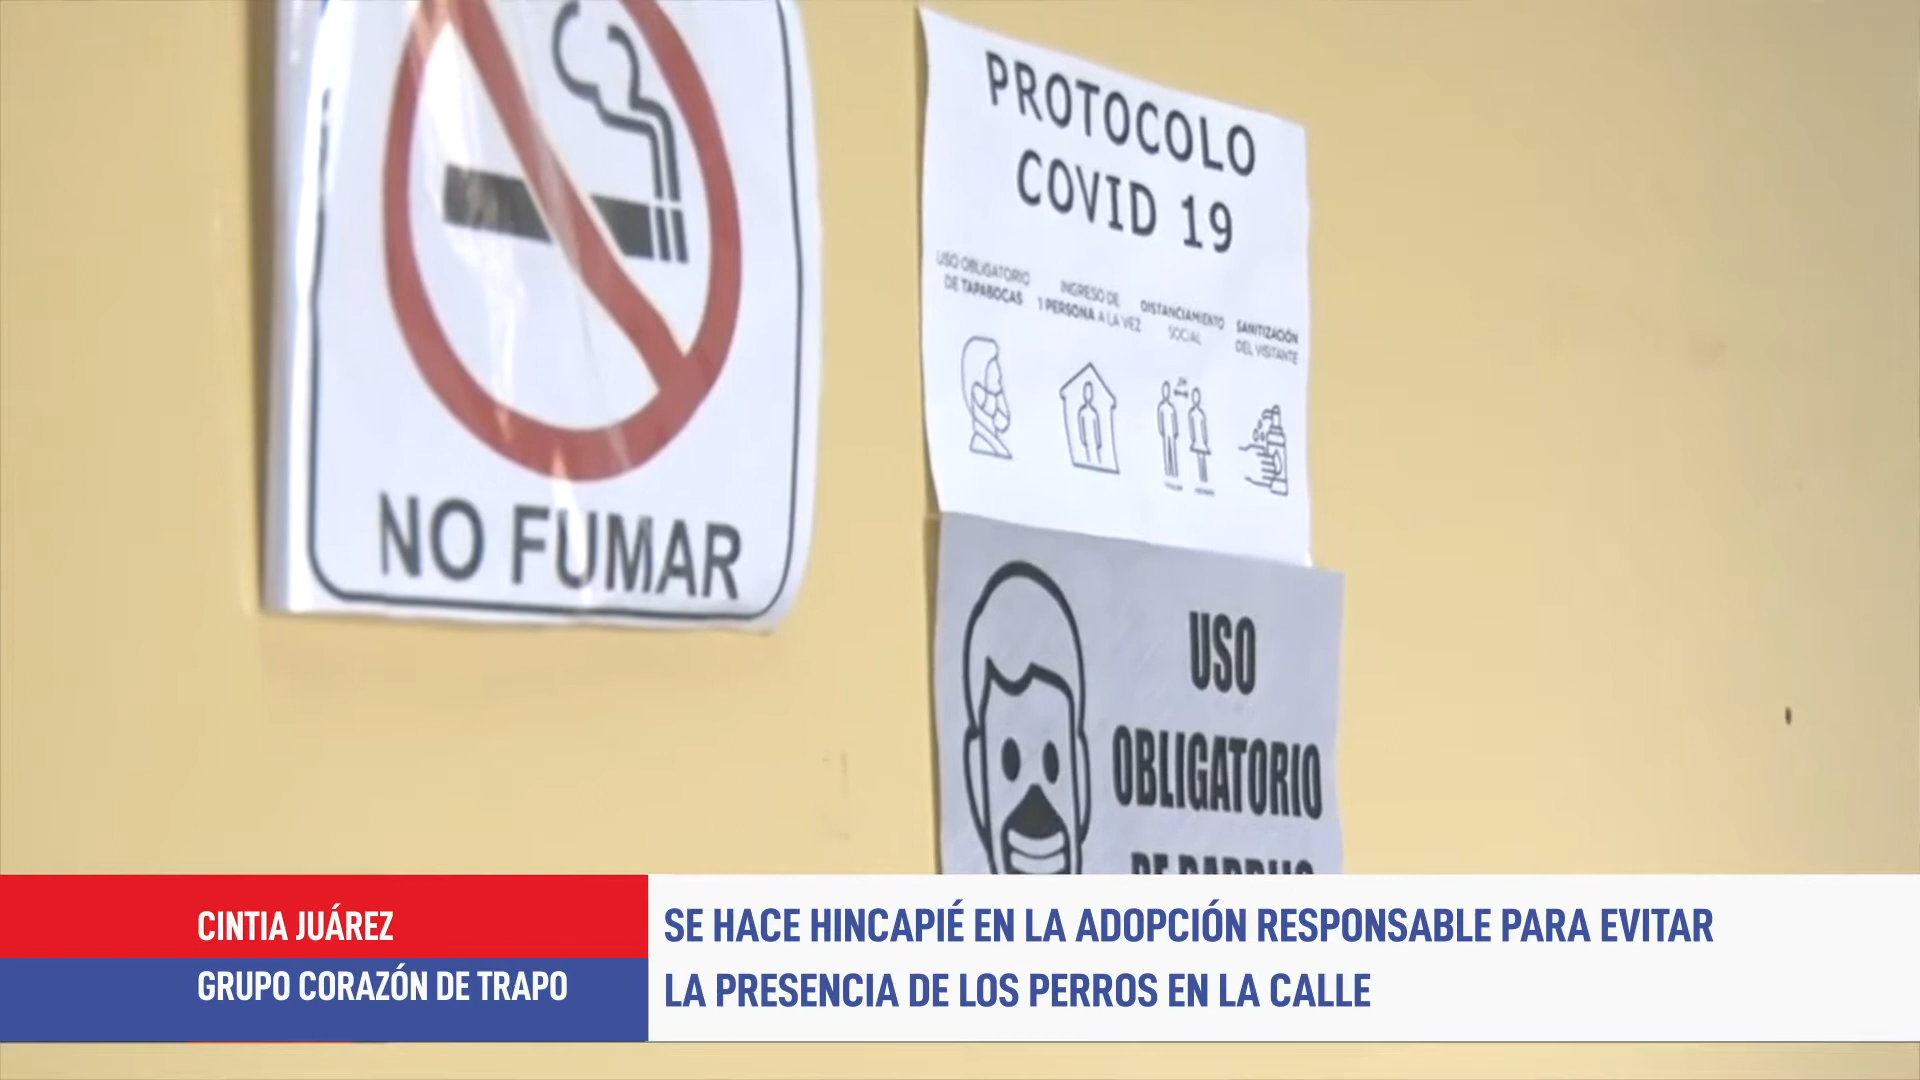 NO FUMAR
PROTOCOLO
COVID 19
USO OBLIGATORIO
DE TAPABOCAS
INGRESO DE
1 PERSONA A LA VEZ
DISTANCIAMIENTO
SOCIAL
SANITIZACIÓN
DEL VISITANTE
USO
OBLIGATORIO
CINTIA JUÁREZ
GRUPO CORAZÓN DE TRAPO
SE HACE HINCAPIÉ EN LA ADOPCIÓN RESPONSABLE PARA EVITAR
LA PRESENCIA DE LOS PERROS EN LA CALLE